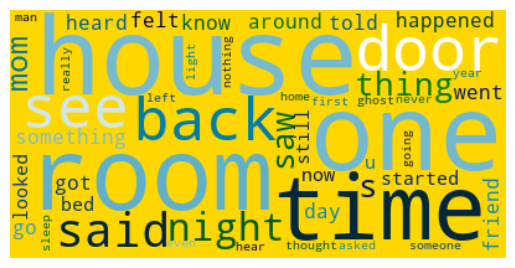 man
heard
felt
know
around
told
happened
mom
really
house
light
nothing
door
thing
year
went
see
back
left
home
first
ghost
never
one
something
saw
still
u
going
looked
room
got
bed
now
s
started
time
day
friend
go
sleep
said
night
even
hear
thought
asked
someone